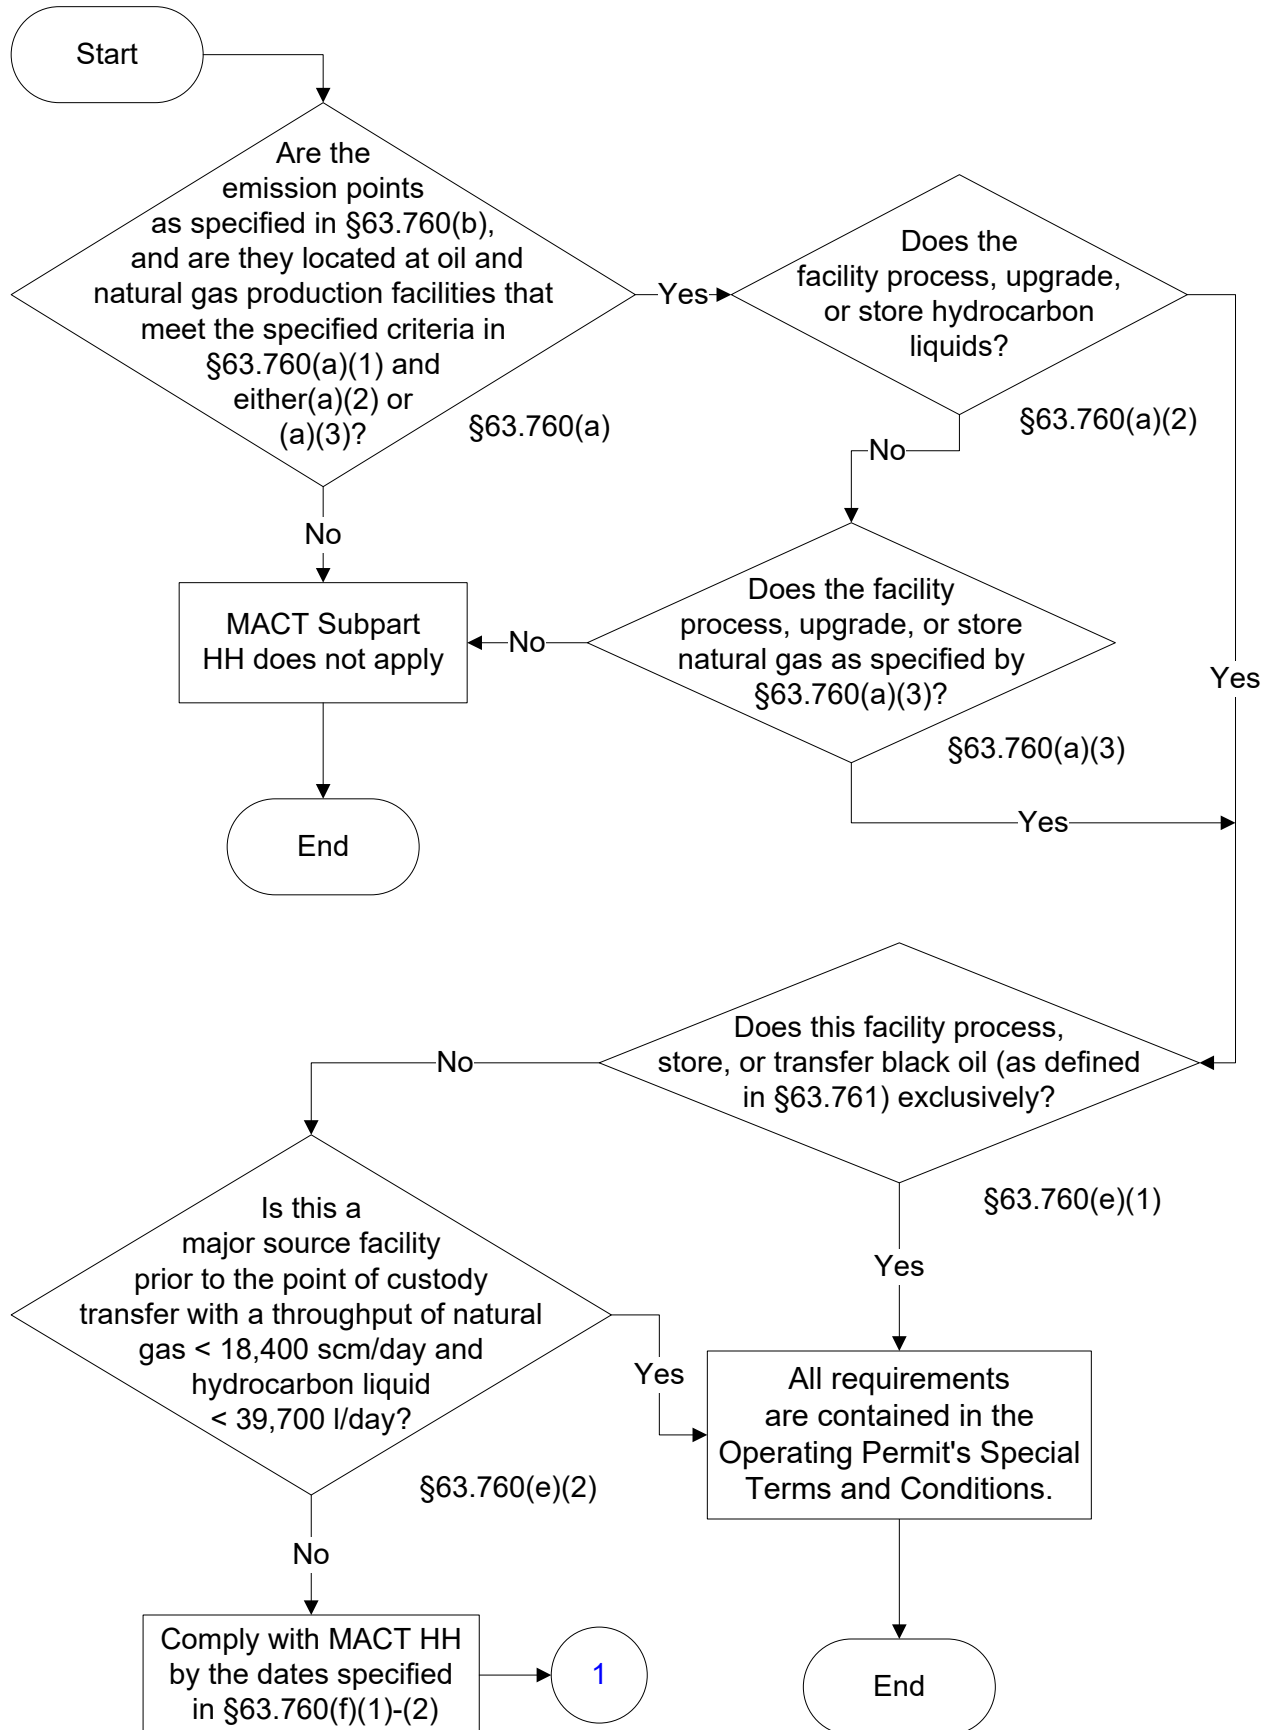 Start
Are the
emission points
as specified in §63.760(b),
and are they located at oil and
natural gas production facilities that
meet the specified criteria in
§63.760(a)(1) and
either(a)(2) or
(a)(3)?
§63.760(a)
Yes
Does the
facility process, upgrade,
or store hydrocarbon
liquids?
§63.760(a)(2)
No
Yes
No
MACT Subpart
HH does not apply
No
Does the facility
process, upgrade, or store
natural gas as specified by
§63.760(a)(3)?
§63.760(a)(3)
Yes
End
Does this facility process,
store, or transfer black oil (as defined
in §63.761) exclusively?
§63.760(e)(1)
No
Yes
Is this a
major source facility
prior to the point of custody
transfer with a throughput of natural
gas < 18,400 scm/day and
hydrocarbon liquid
< 39,700 l/day?
§63.760(e)(2)
Yes
All requirements
are contained in the
Operating Permit's Special
Terms and Conditions.
No
Comply with MACT HH
by the dates specified
in §63.760(f)(1)-(2)
1
End